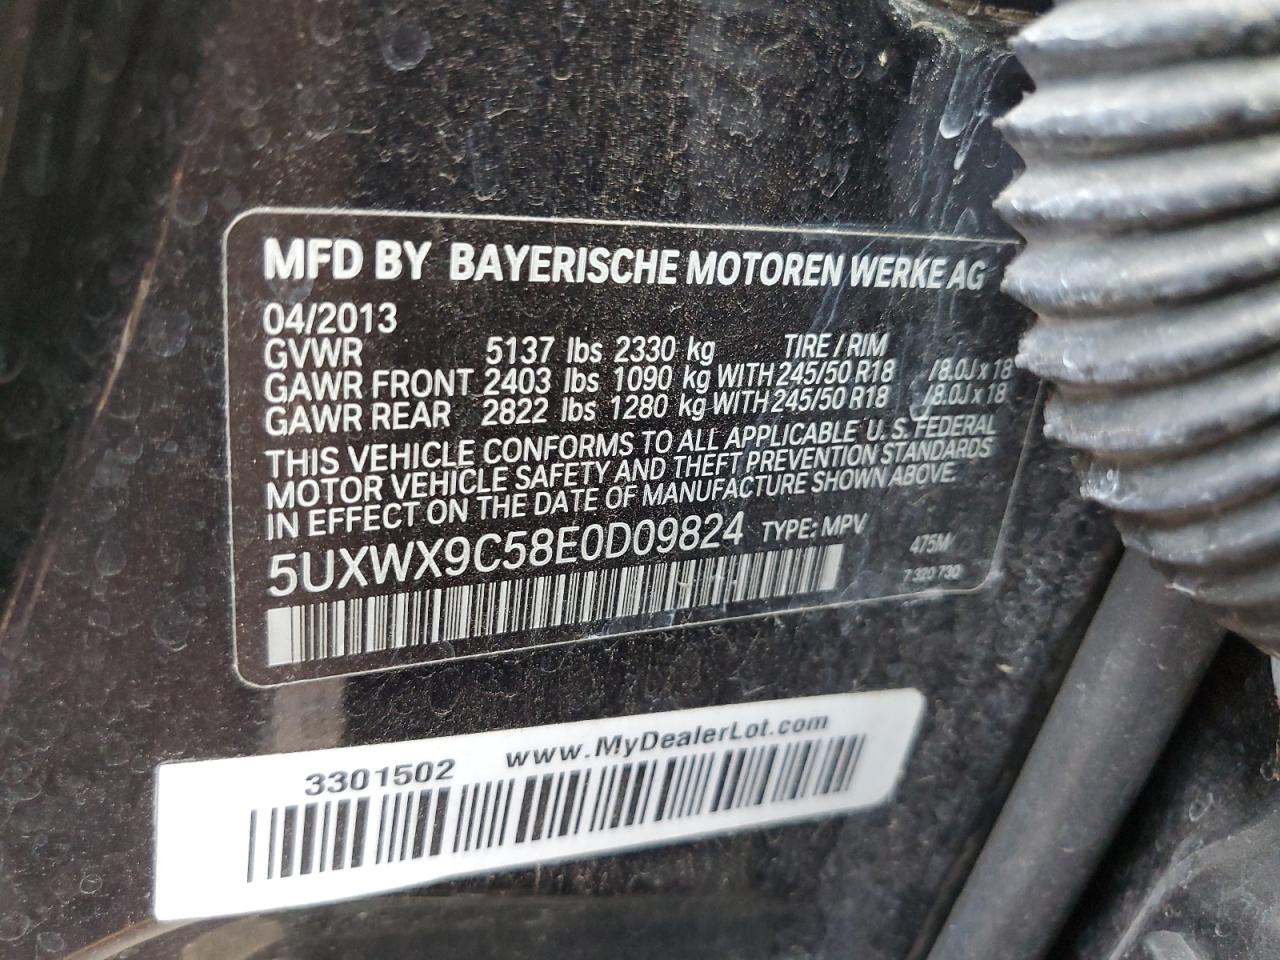 MFD BY BAYERISCHE MOTOREN WERKE AG
04/2013
GVWR 5137 lbs 2330 kg TIRE / RIM
GAWR FRONT 2403 lbs 1090 kg WITH 245/50 R18 /8.0J x 18
GAWR REAR 2822 lbs 1280 kg WITH 245/50 R18 /8.0J x 18
THIS VEHICLE CONFORMS TO ALL APPLICABLE U.S. FEDERAL
MOTOR VEHICLE SAFETY AND THEFT PREVENTION STANDARDS
IN EFFECT ON THE DATE OF MANUFACTURE SHOWN ABOVE.
5UXWX9C58E0D09824 TYPE: MPV
475M
7 320 730
3301502 www.MyDealerLot.com